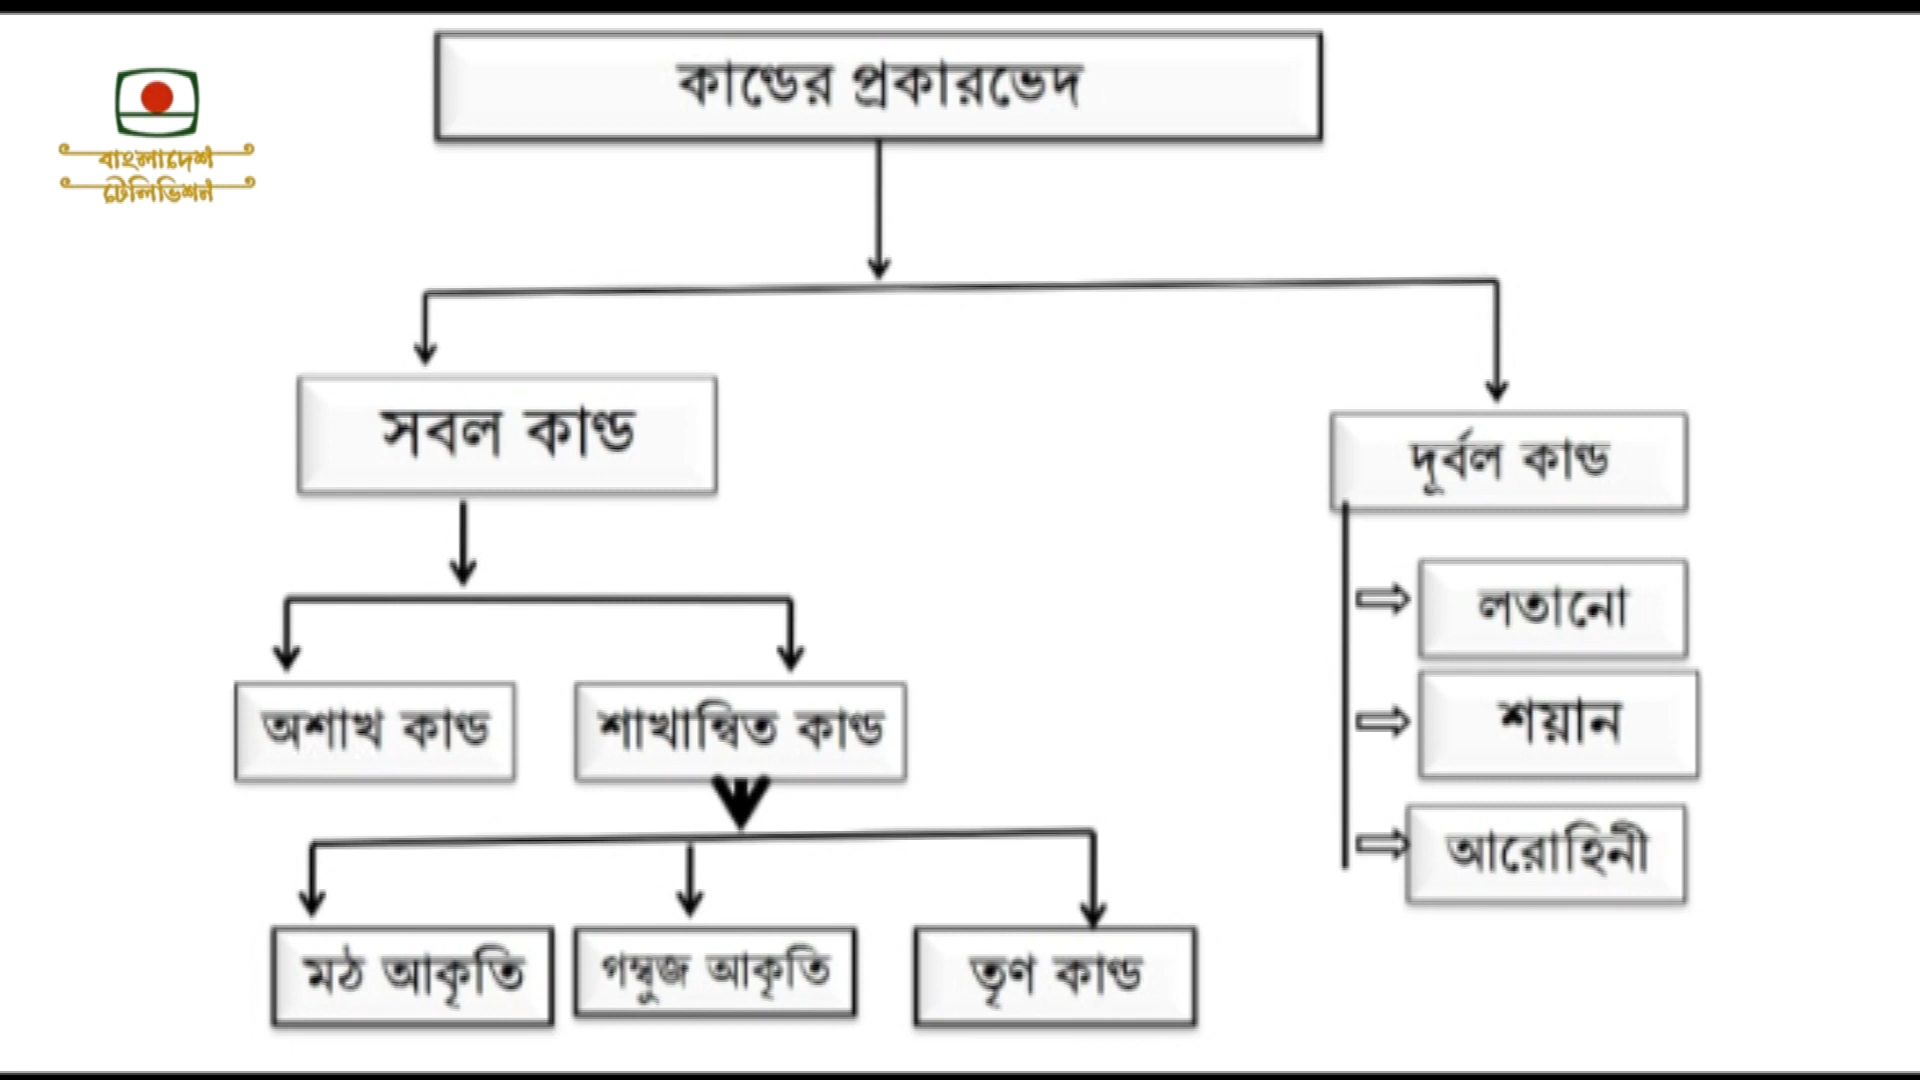 কান্ডের প্রকারভেদ
বাংলাদেশ
টেলিভিশন
সবল কাণ্ড
দূর্বল কাণ্ড
লতানো
অশাখ কাণ্ড
শাখান্বিত কাণ্ড
শয়ান
আরোহিনী
মঠ আকৃতি
গম্বুজ আকৃতি
তৃণ কাণ্ড